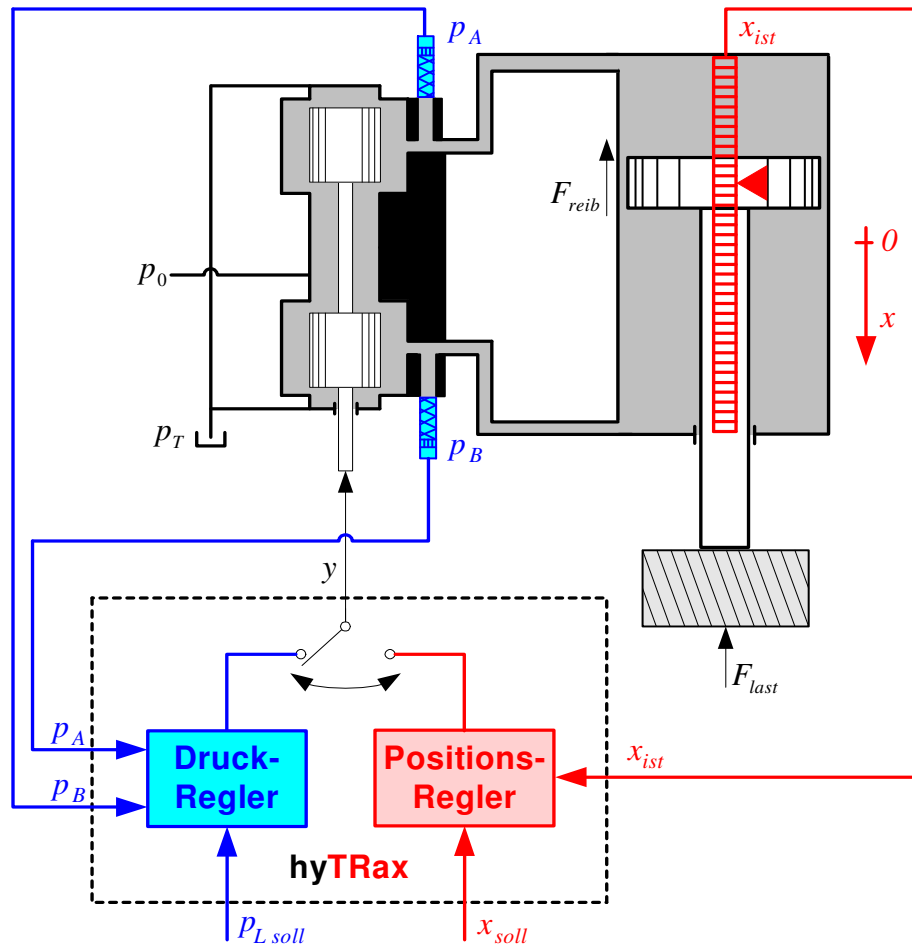 p_A
x_ist
F_reib
0
p_0
x
p_T
p_B
y
F_last
p_A
Druck-
Regler
Positions-
Regler
x_ist
p_B
hyTRax
p_L soll
x_soll